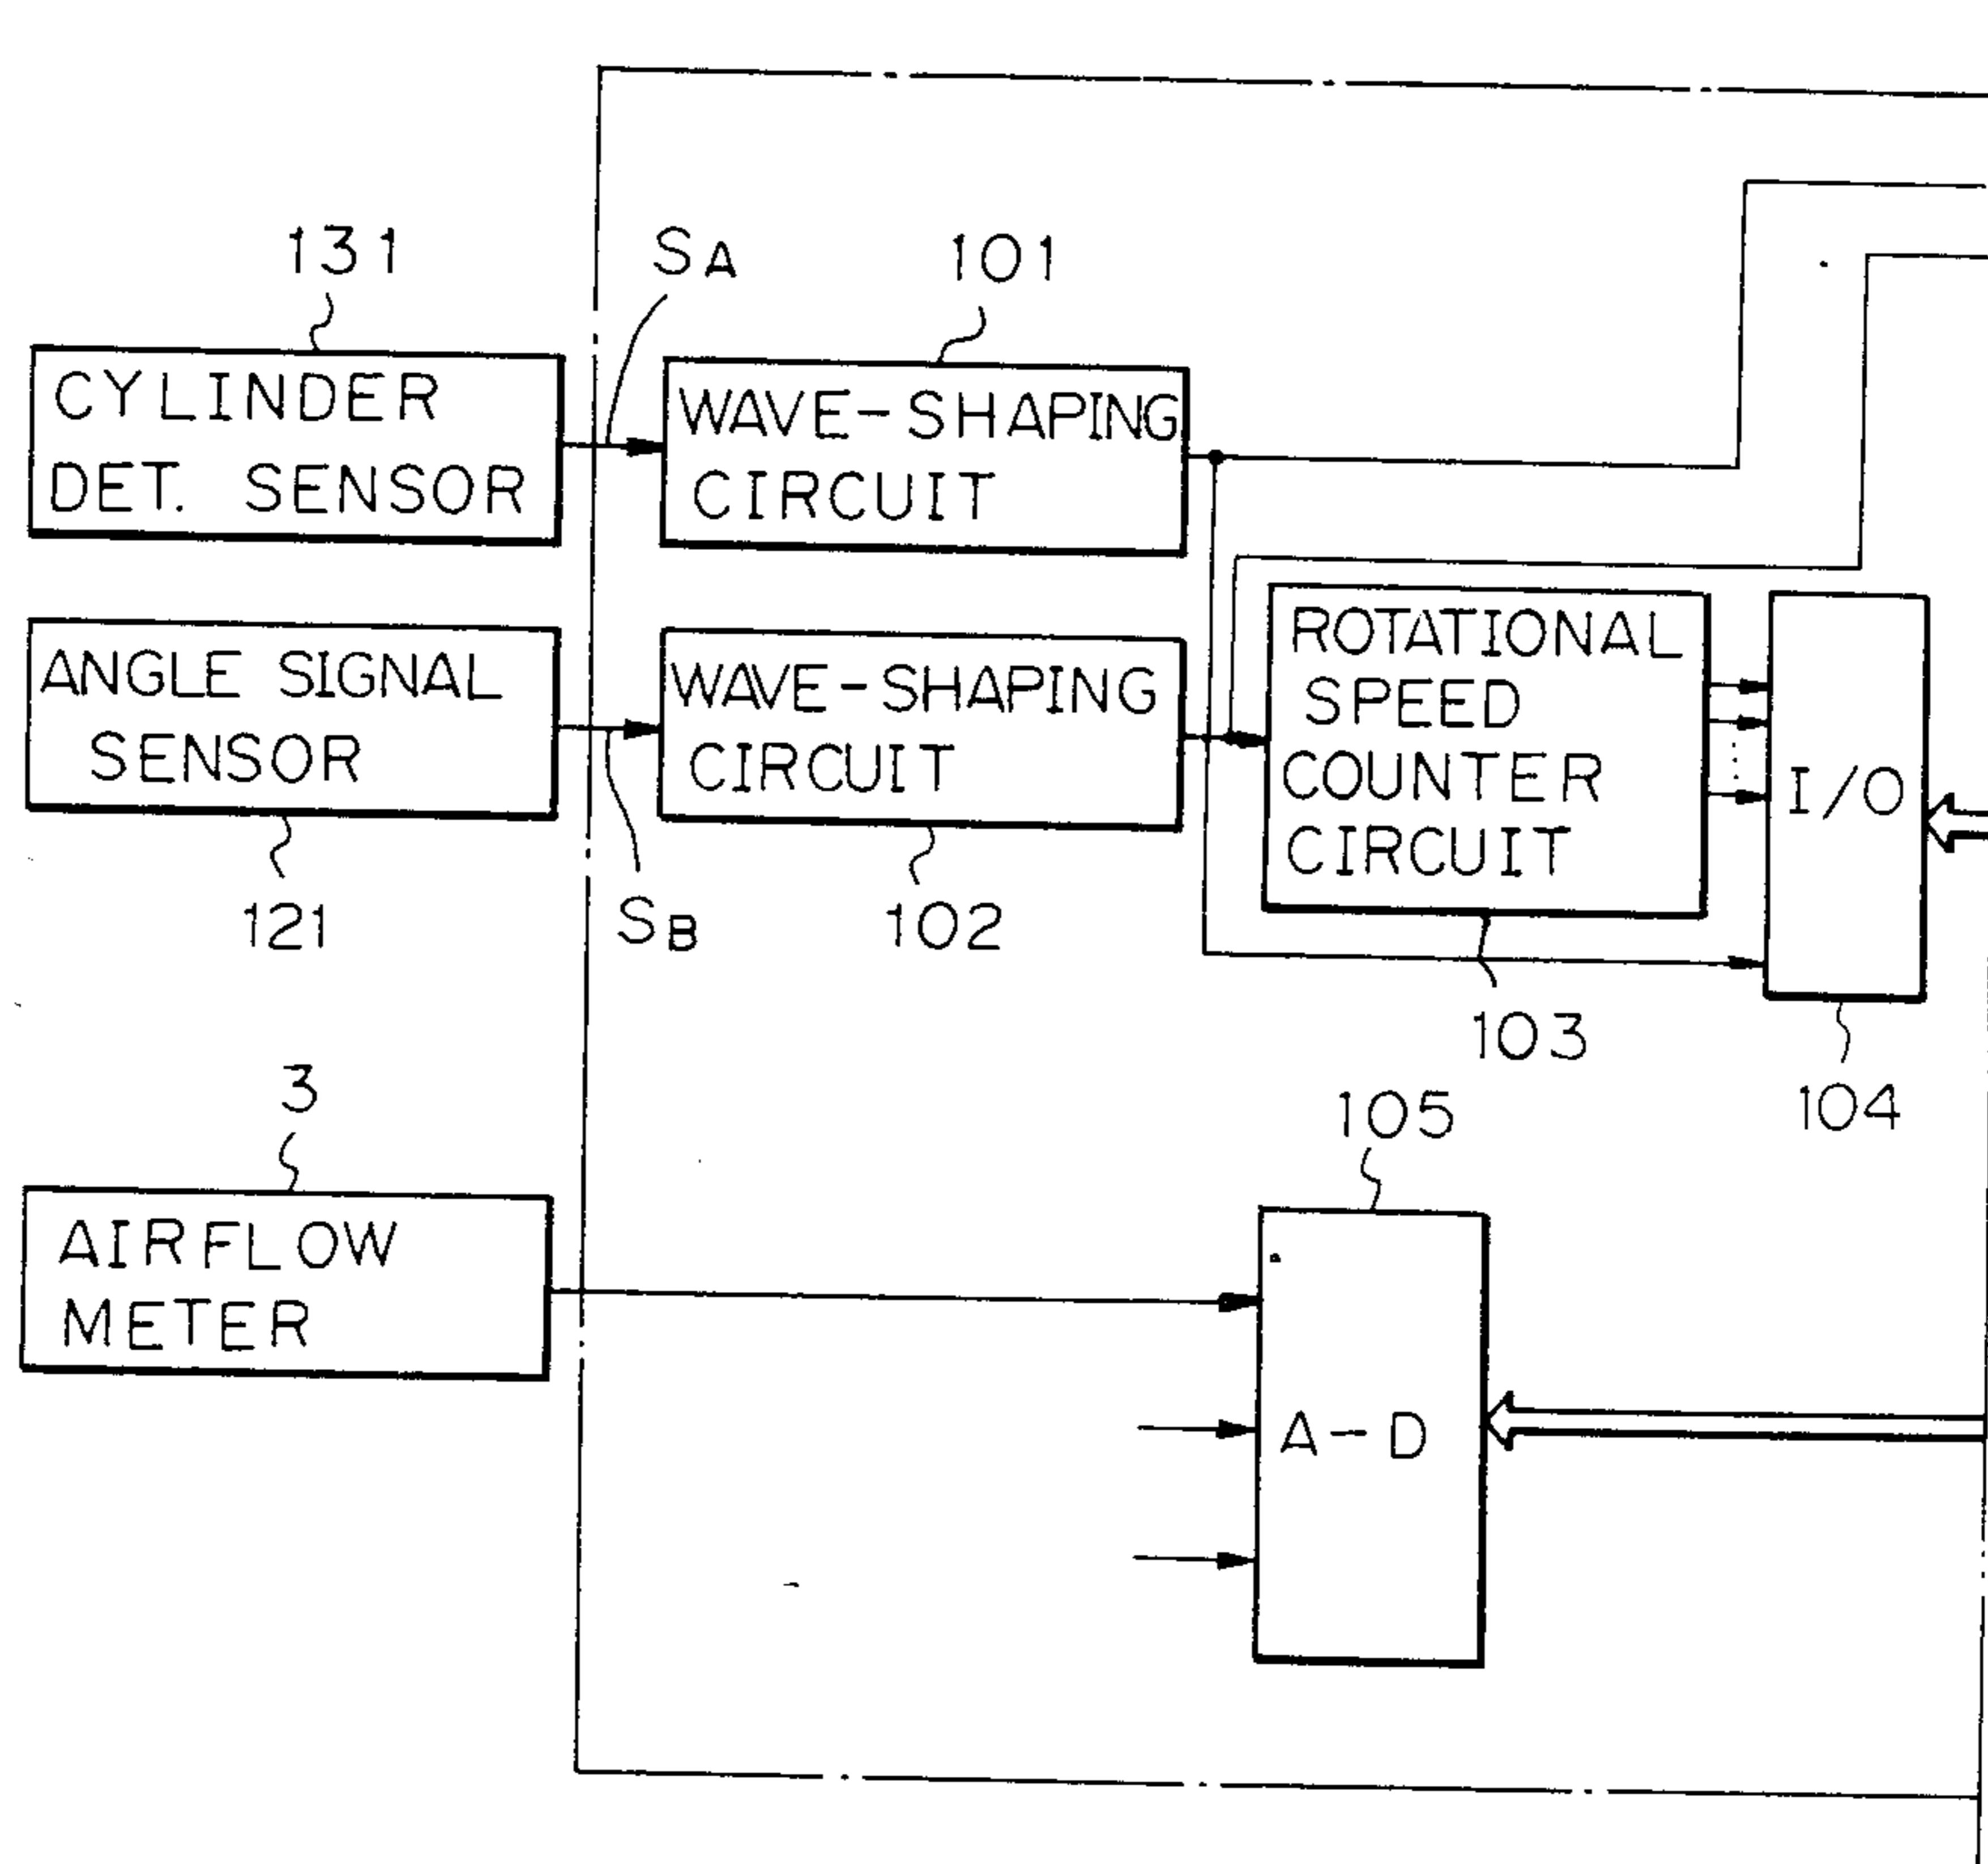 131
SA
101
CYLINDER
DET. SENSOR
WAVE-SHAPING
CIRCUIT
ANGLE SIGNAL
SENSOR
WAVE-SHAPING
CIRCUIT
ROTATIONAL
SPEED
COUNTER
CIRCUIT
I/O
121
SB
102
103
104
3
105
AIRFLOW
METER
A-D